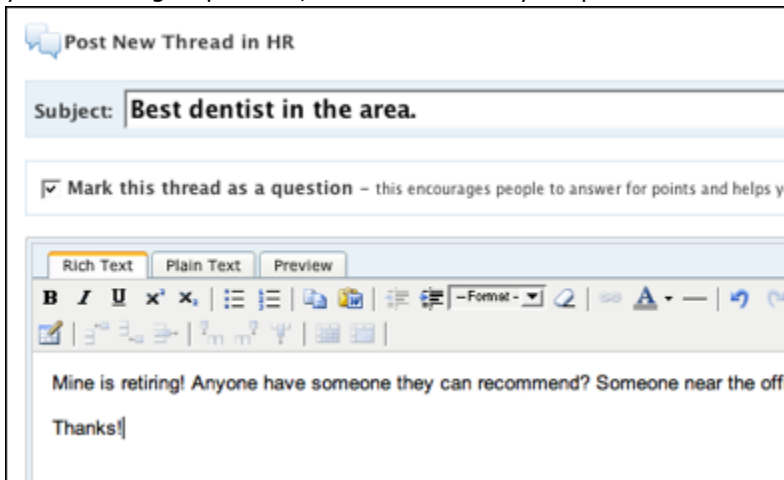 Post New Thread in HR
Subject: Best dentist in the area.
Mark this thread as a question – this encourages people to answer for points and helps
Rich Text Plain Text Preview
B I U x² x₂ –Format– A
Mine is retiring! Anyone have someone they can recommend? Someone near the
Thanks!